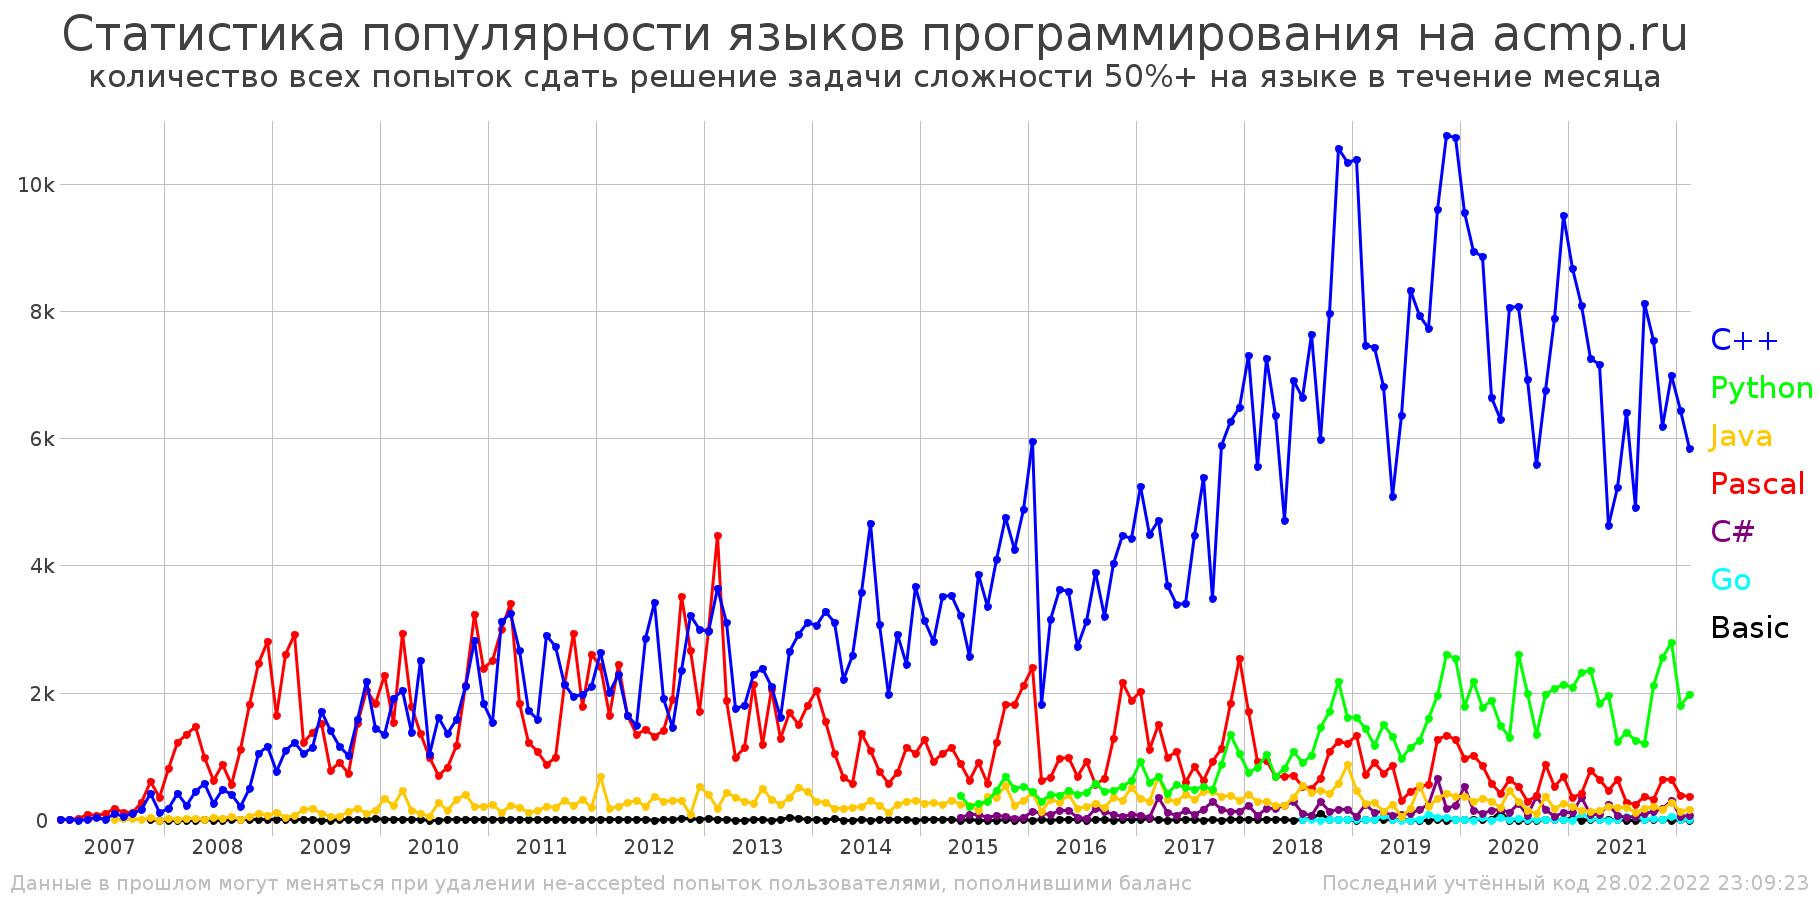 Статистика популярности языков программирования на acmp.ru
количество всех попыток сдать решение задачи сложности 50%+ на языке в течение месяца
10k
8k
6k
4k
2k
0
C++
Python
Java
Pascal
C#
Go
Basic
2007 2008 2009 2010 2011 2012 2013 2014 2015 2016 2017 2018 2019 2020 2021
Данные в прошлом могут меняться при удалении не-accepted попыток пользователями, пополнившими баланс
Последний учтённый код 28.02.2022 23:09:23